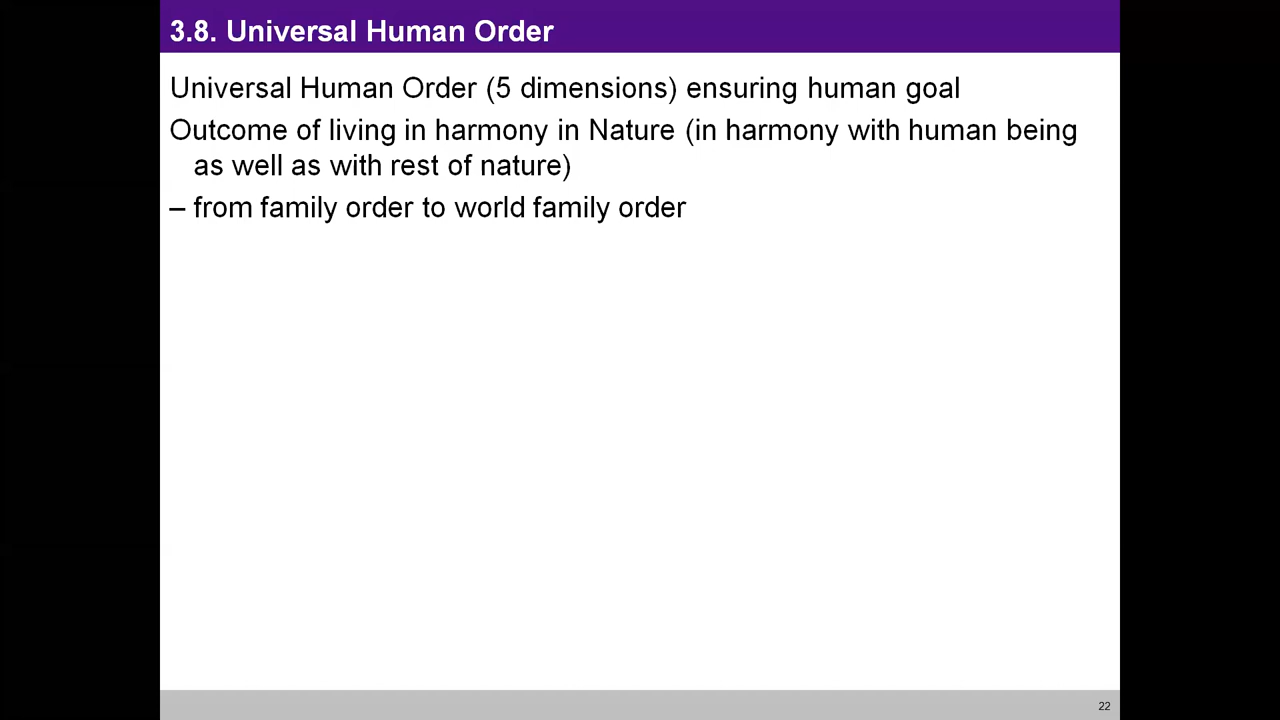 3.8. Universal Human Order
Universal Human Order (5 dimensions) ensuring human goal
Outcome of living in harmony in Nature (in harmony with human being
as well as with rest of nature)
– from family order to world family order
22